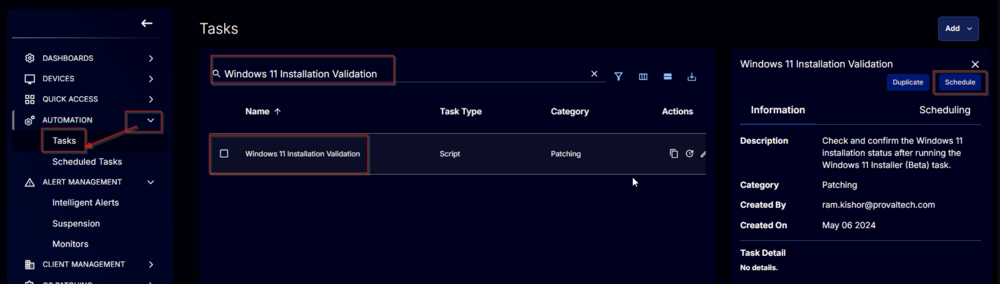 DASHBOARDS
DEVICES
QUICK ACCESS
AUTOMATION
Tasks
Scheduled Tasks
ALERT MANAGEMENT
Intelligent Alerts
Suspension
Monitors
CLIENT MANAGEMENT
Tasks
Add
Windows 11 Installation Validation
Name Task Type Category Actions
Windows 11 Installation Validation Script Patching
Windows 11 Installation Validation
Duplicate Schedule
Information Scheduling
Description Check and confirm the Windows 11
installation status after running the
Windows 11 Installer (Beta) task.
Category Patching
Created By ram.kishor@provaltech.com
Created On May 06 2024
Task Detail
No details.